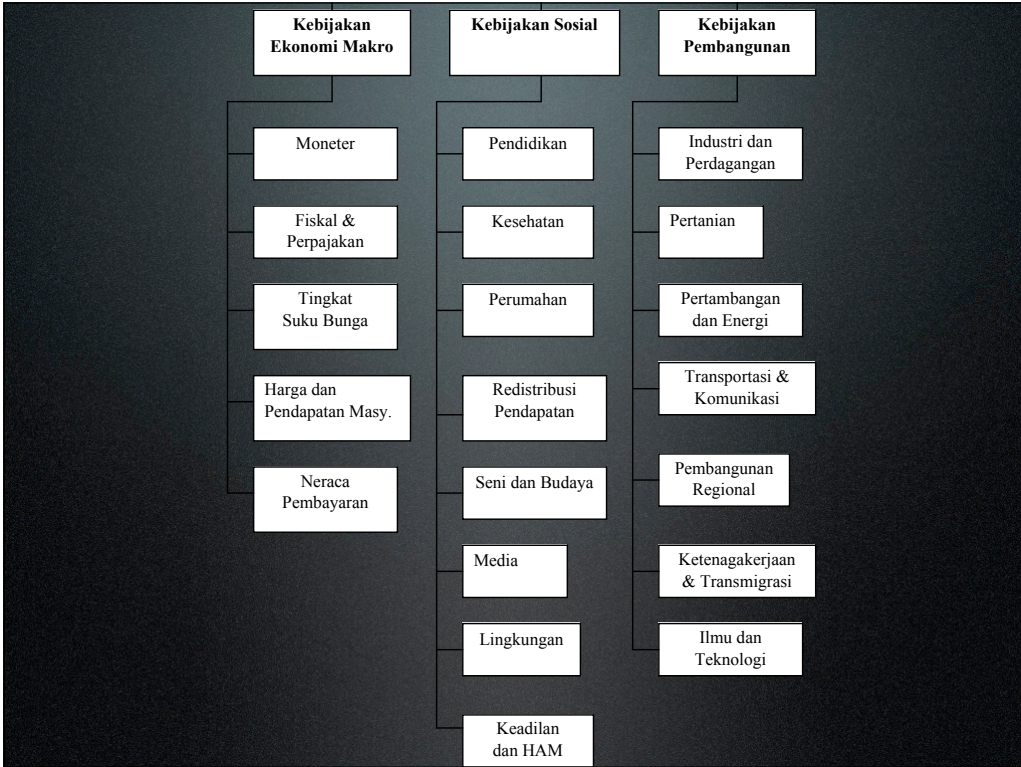 Kebijakan
Ekonomi Makro
Moneter
Fiskal &
Perpajakan
Tingkat
Suku Bunga
Harga dan
Pendapatan Masy.
Neraca
Pembayaran
Kebijakan Sosial
Pendidikan
Kesehatan
Perumahan
Redistribusi
Pendapatan
Seni dan Budaya
Media
Lingkungan
Keadilan
dan HAM
Kebijakan
Pembangunan
Industri dan
Perdagangan
Pertanian
Pertambangan
dan Energi
Transportasi &
Komunikasi
Pembangunan
Regional
Ketenagakerjaan
& Transmigrasi
Ilmu dan
Teknologi